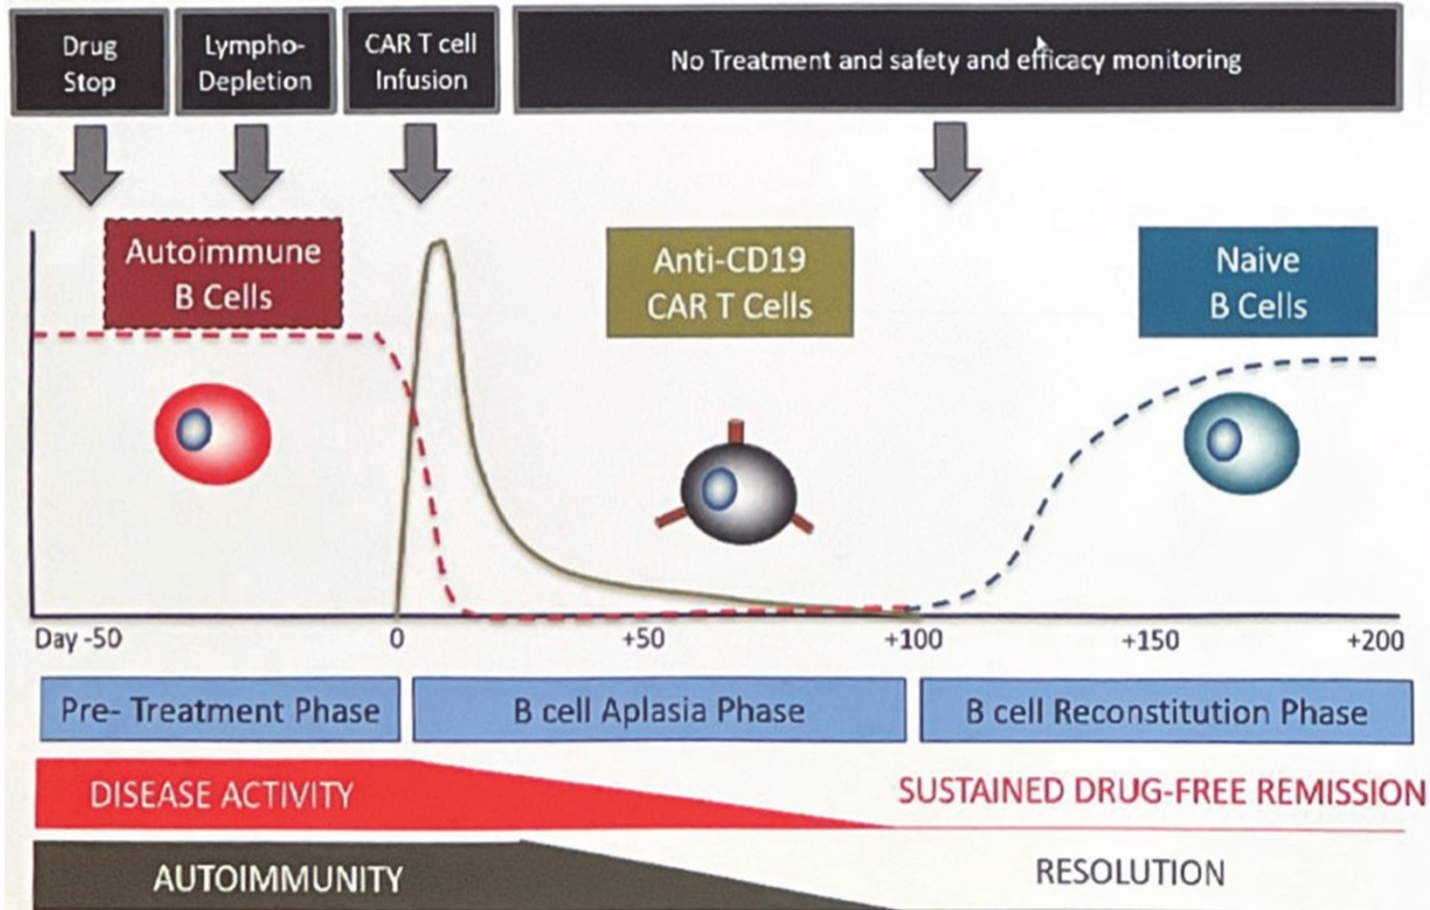 Drug
Stop
Lympho-
Depletion
CAR T cell
Infusion
No Treatment and safety and efficacy monitoring
Autoimmune
B Cells
Anti-CD19
CAR T Cells
Naive
B Cells
Day -50
0
+50
+100
+150
+200
Pre- Treatment Phase
B cell Aplasia Phase
B cell Reconstitution Phase
DISEASE ACTIVITY
SUSTAINED DRUG-FREE REMISSION
AUTOIMMUNITY
RESOLUTION